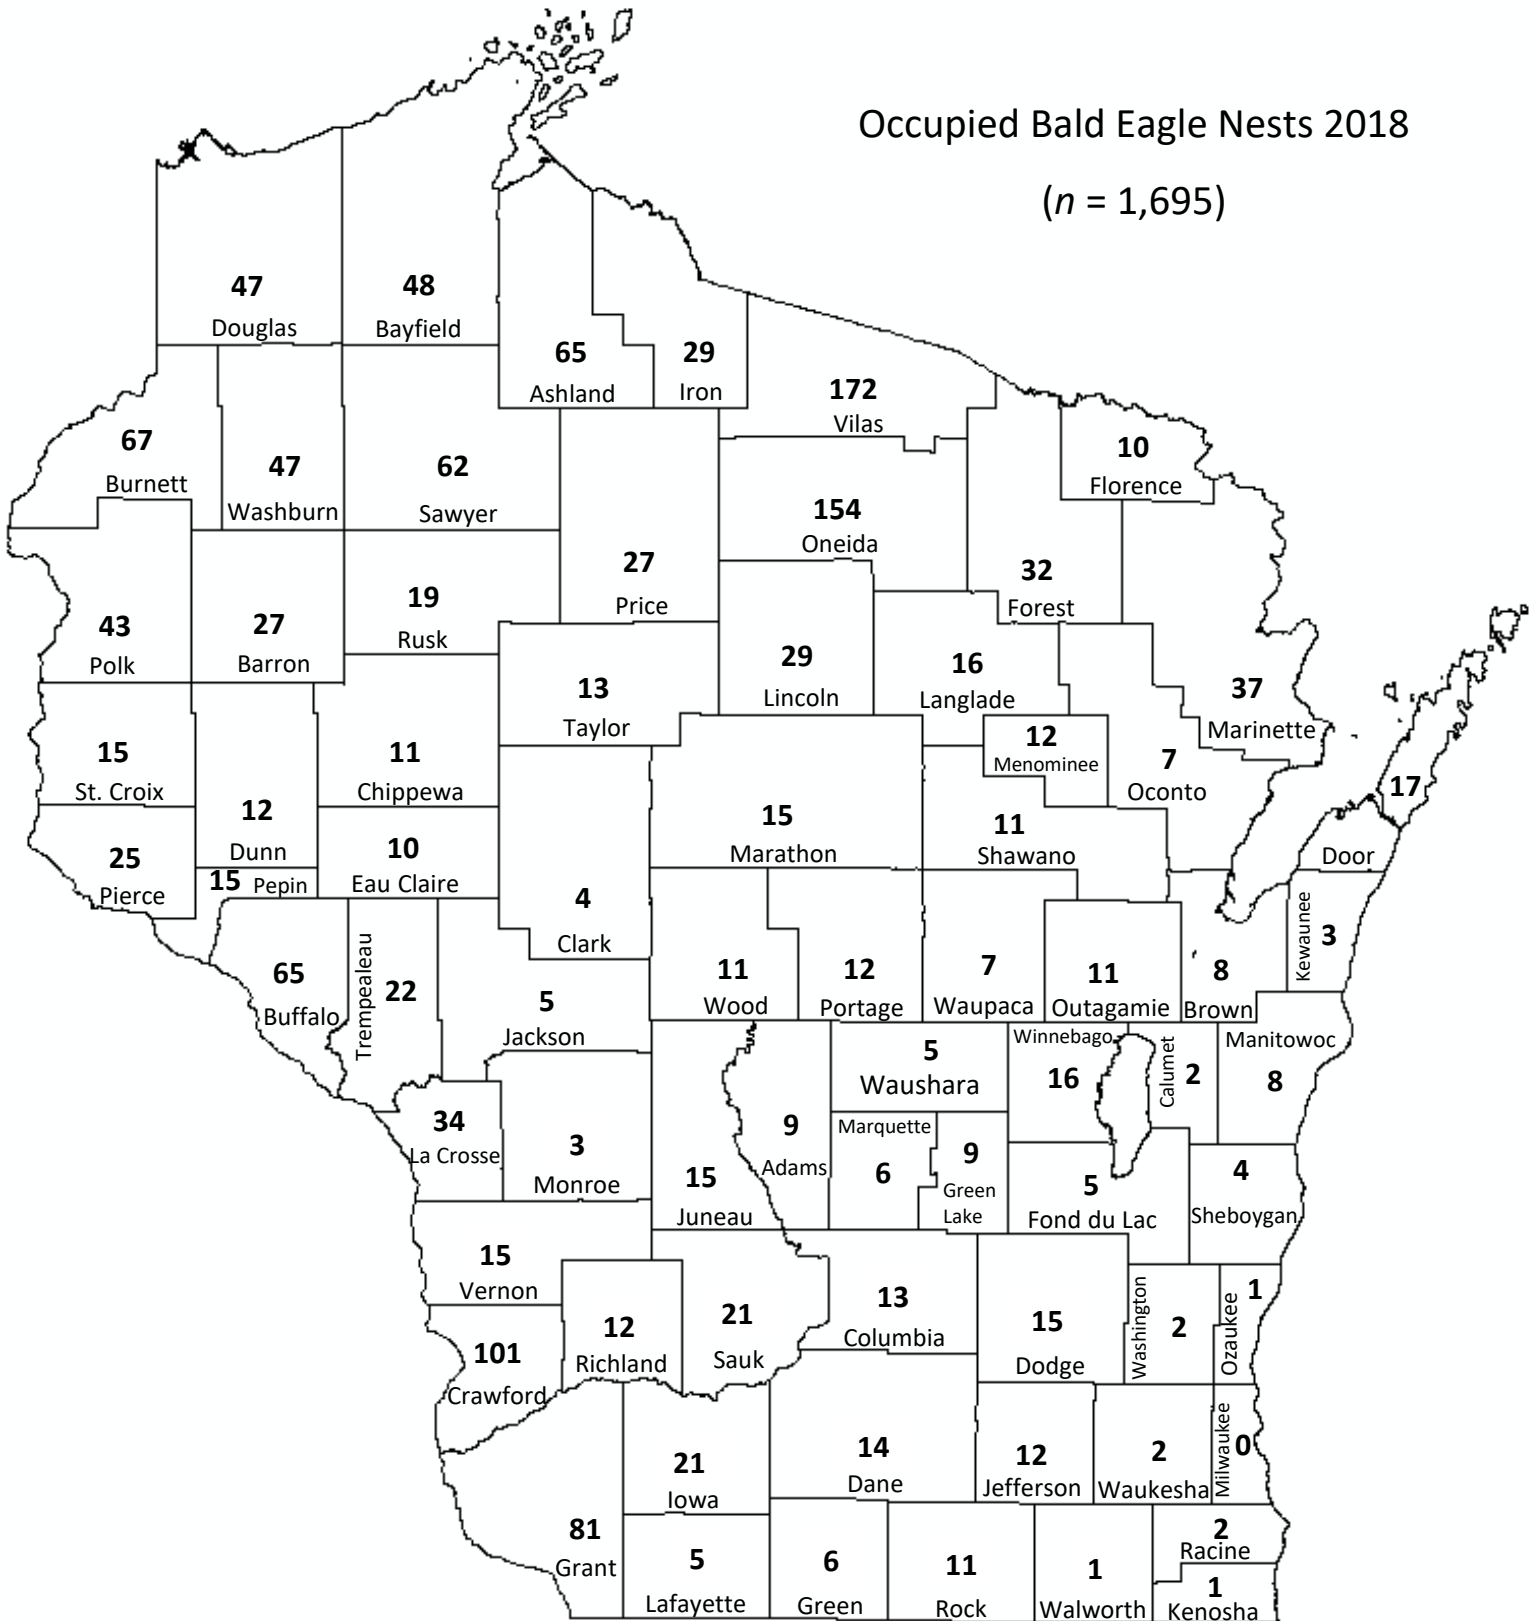 Occupied Bald Eagle Nests 2018
(n = 1,695)
47
Douglas
48
Bayfield
65
Ashland
29
Iron
172
Vilas
67
Burnett
47
Washburn
62
Sawyer
27
Price
154
Oneida
32
Forest
10
Florence
43
Polk
27
Barron
19
Rusk
13
Taylor
29
Lincoln
16
Langlade
37
Marinette
12
Menominee
7
Oconto
17
Door
15
St. Croix
12
Dunn
11
Chippewa
25
Pierce
15 Pepin
10
Eau Claire
4
Clark
15
Marathon
11
Shawano
65
Buffalo
Trempealeau
22
5
Jackson
11
Wood
12
Portage
7
Waupaca
11
Outagamie
8
Brown
Kewaunee
3
34
La Crosse
3
Monroe
15
Juneau
9
Adams
5
Waushara
Marquette
6
9
Green
Lake
Winnebago
16
Calumet
2
Manitowoc
8
5
Fond du Lac
4
Sheboygan
15
Vernon
101
Crawford
12
Richland
21
Sauk
13
Columbia
15
Dodge
Washington
2
Ozaukee
1
81
Grant
21
Iowa
14
Dane
12
Jefferson
2
Waukesha
Milwaukee
0
5
Lafayette
6
Green
11
Rock
1
Walworth
2
Racine
1
Kenosha